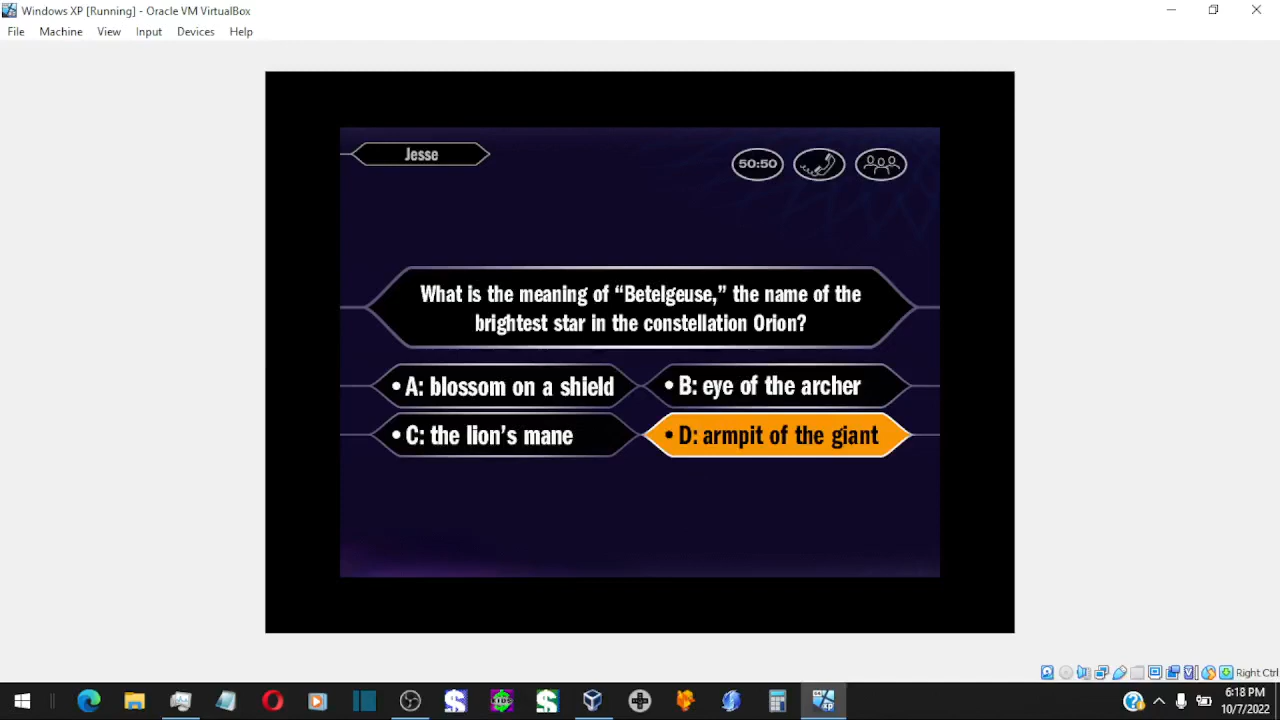 Windows XP [Running] - Oracle VM VirtualBox
File Machine View Input Devices Help
Jesse
50:50
What is the meaning of “Betelgeuse,” the name of the
brightest star in the constellation Orion?
• A: blossom on a shield
• B: eye of the archer
• C: the lion’s mane
• D: armpit of the giant
Right Ctrl
6:18 PM
10/7/2022